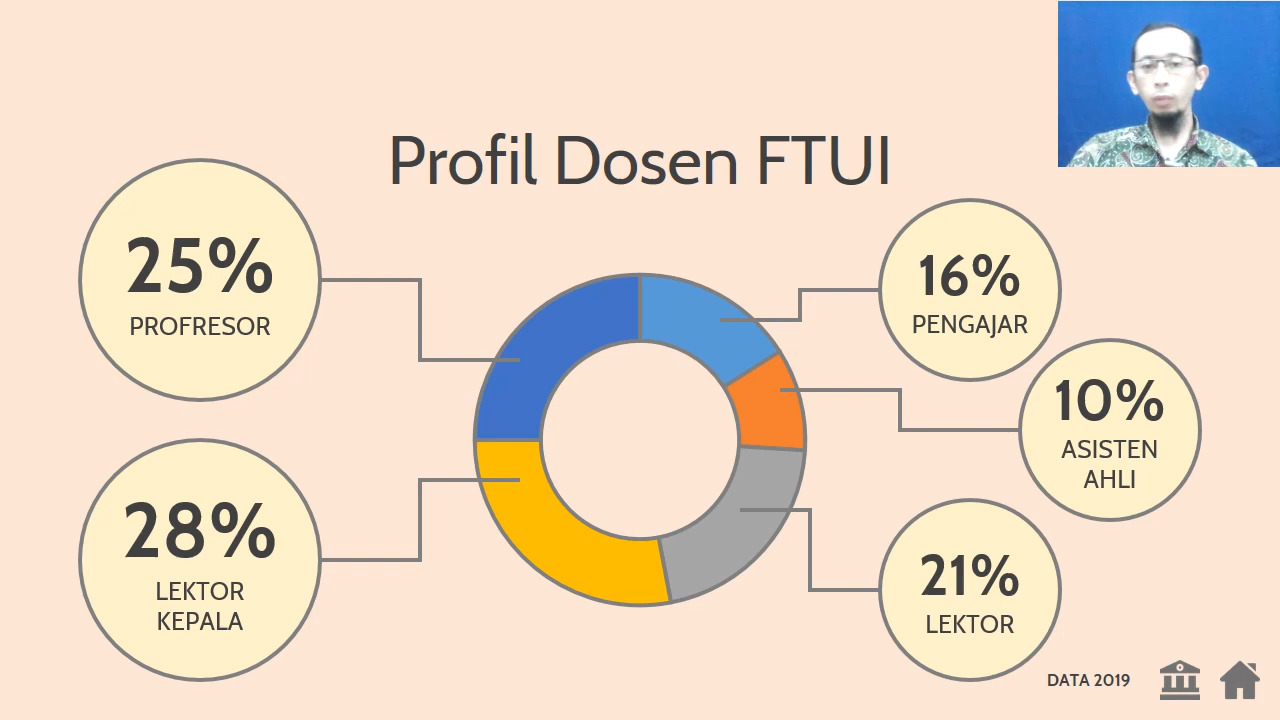 Profil Dosen FTUI
25%
PROFRESOR
28%
LEKTOR
KEPALA
16%
PENGAJAR
10%
ASISTEN
AHLI
21%
LEKTOR
DATA 2019